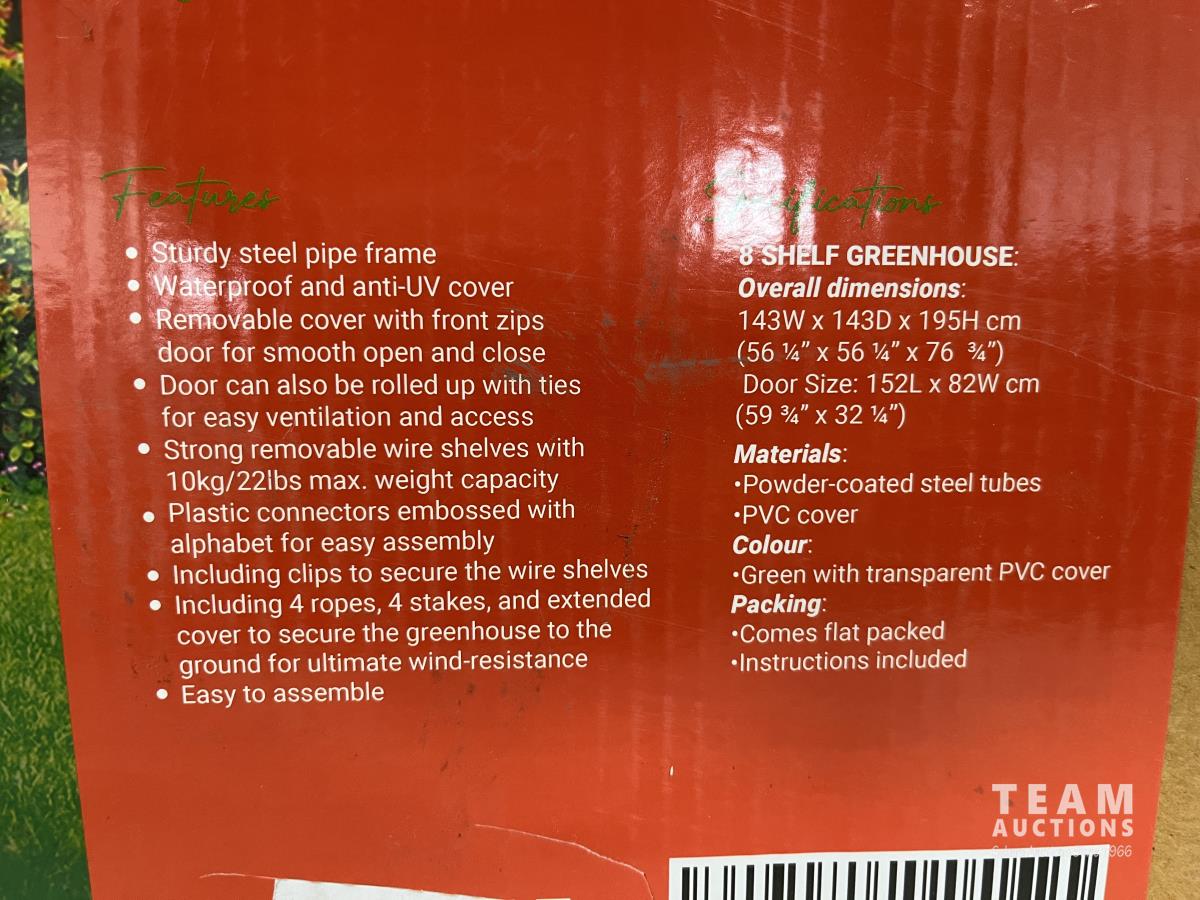 Features
• Sturdy steel pipe frame
• Waterproof and anti-UV cover
• Removable cover with front zips
door for smooth open and close
• Door can also be rolled up with ties
for easy ventilation and access
• Strong removable wire shelves with
10kg/22lbs max. weight capacity
• Plastic connectors embossed with
alphabet for easy assembly
• Including clips to secure the wire shelves
• Including 4 ropes, 4 stakes, and extended
cover to secure the greenhouse to the
ground for ultimate wind-resistance
• Easy to assemble
Specifications
8 SHELF GREENHOUSE:
Overall dimensions:
143W x 143D x 195H cm
(56 ¼” x 56 ¼” x 76 ¾”)
Door Size: 152L x 82W cm
(59 ¾” x 32 ¼”)
Materials:
•Powder-coated steel tubes
•PVC cover
Colour:
•Green with transparent PVC cover
Packing:
•Comes flat packed
•Instructions included
TEAM
AUCTIONS